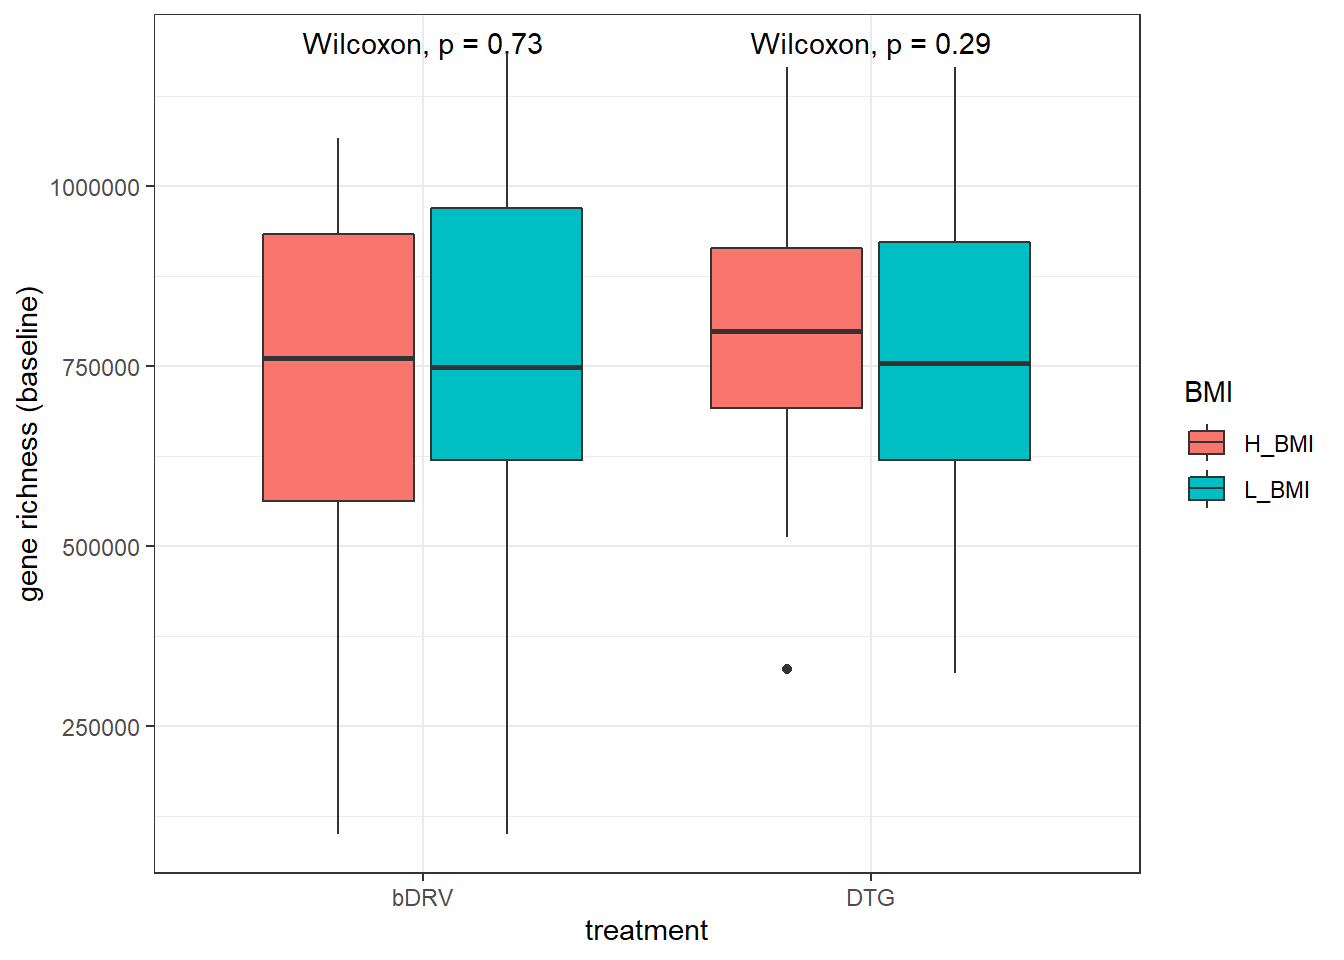 Wilcoxon, p = 0.73
Wilcoxon, p = 0.29
1000000
750000
500000
250000
gene richness (baseline)
bDRV
DTG
treatment
BMI
H_BMI
L_BMI